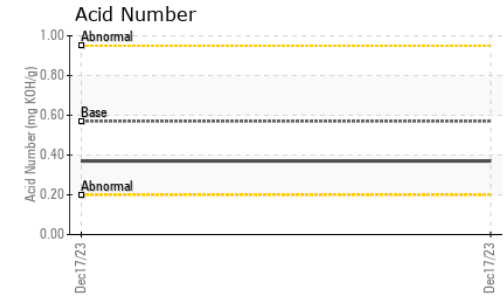 Acid Number
Acid Number (mg KOH/g)
1.00
0.80
0.60
0.40
0.20
0.00
Abnormal
Base
Abnormal
Dec17/23
Dec17/23